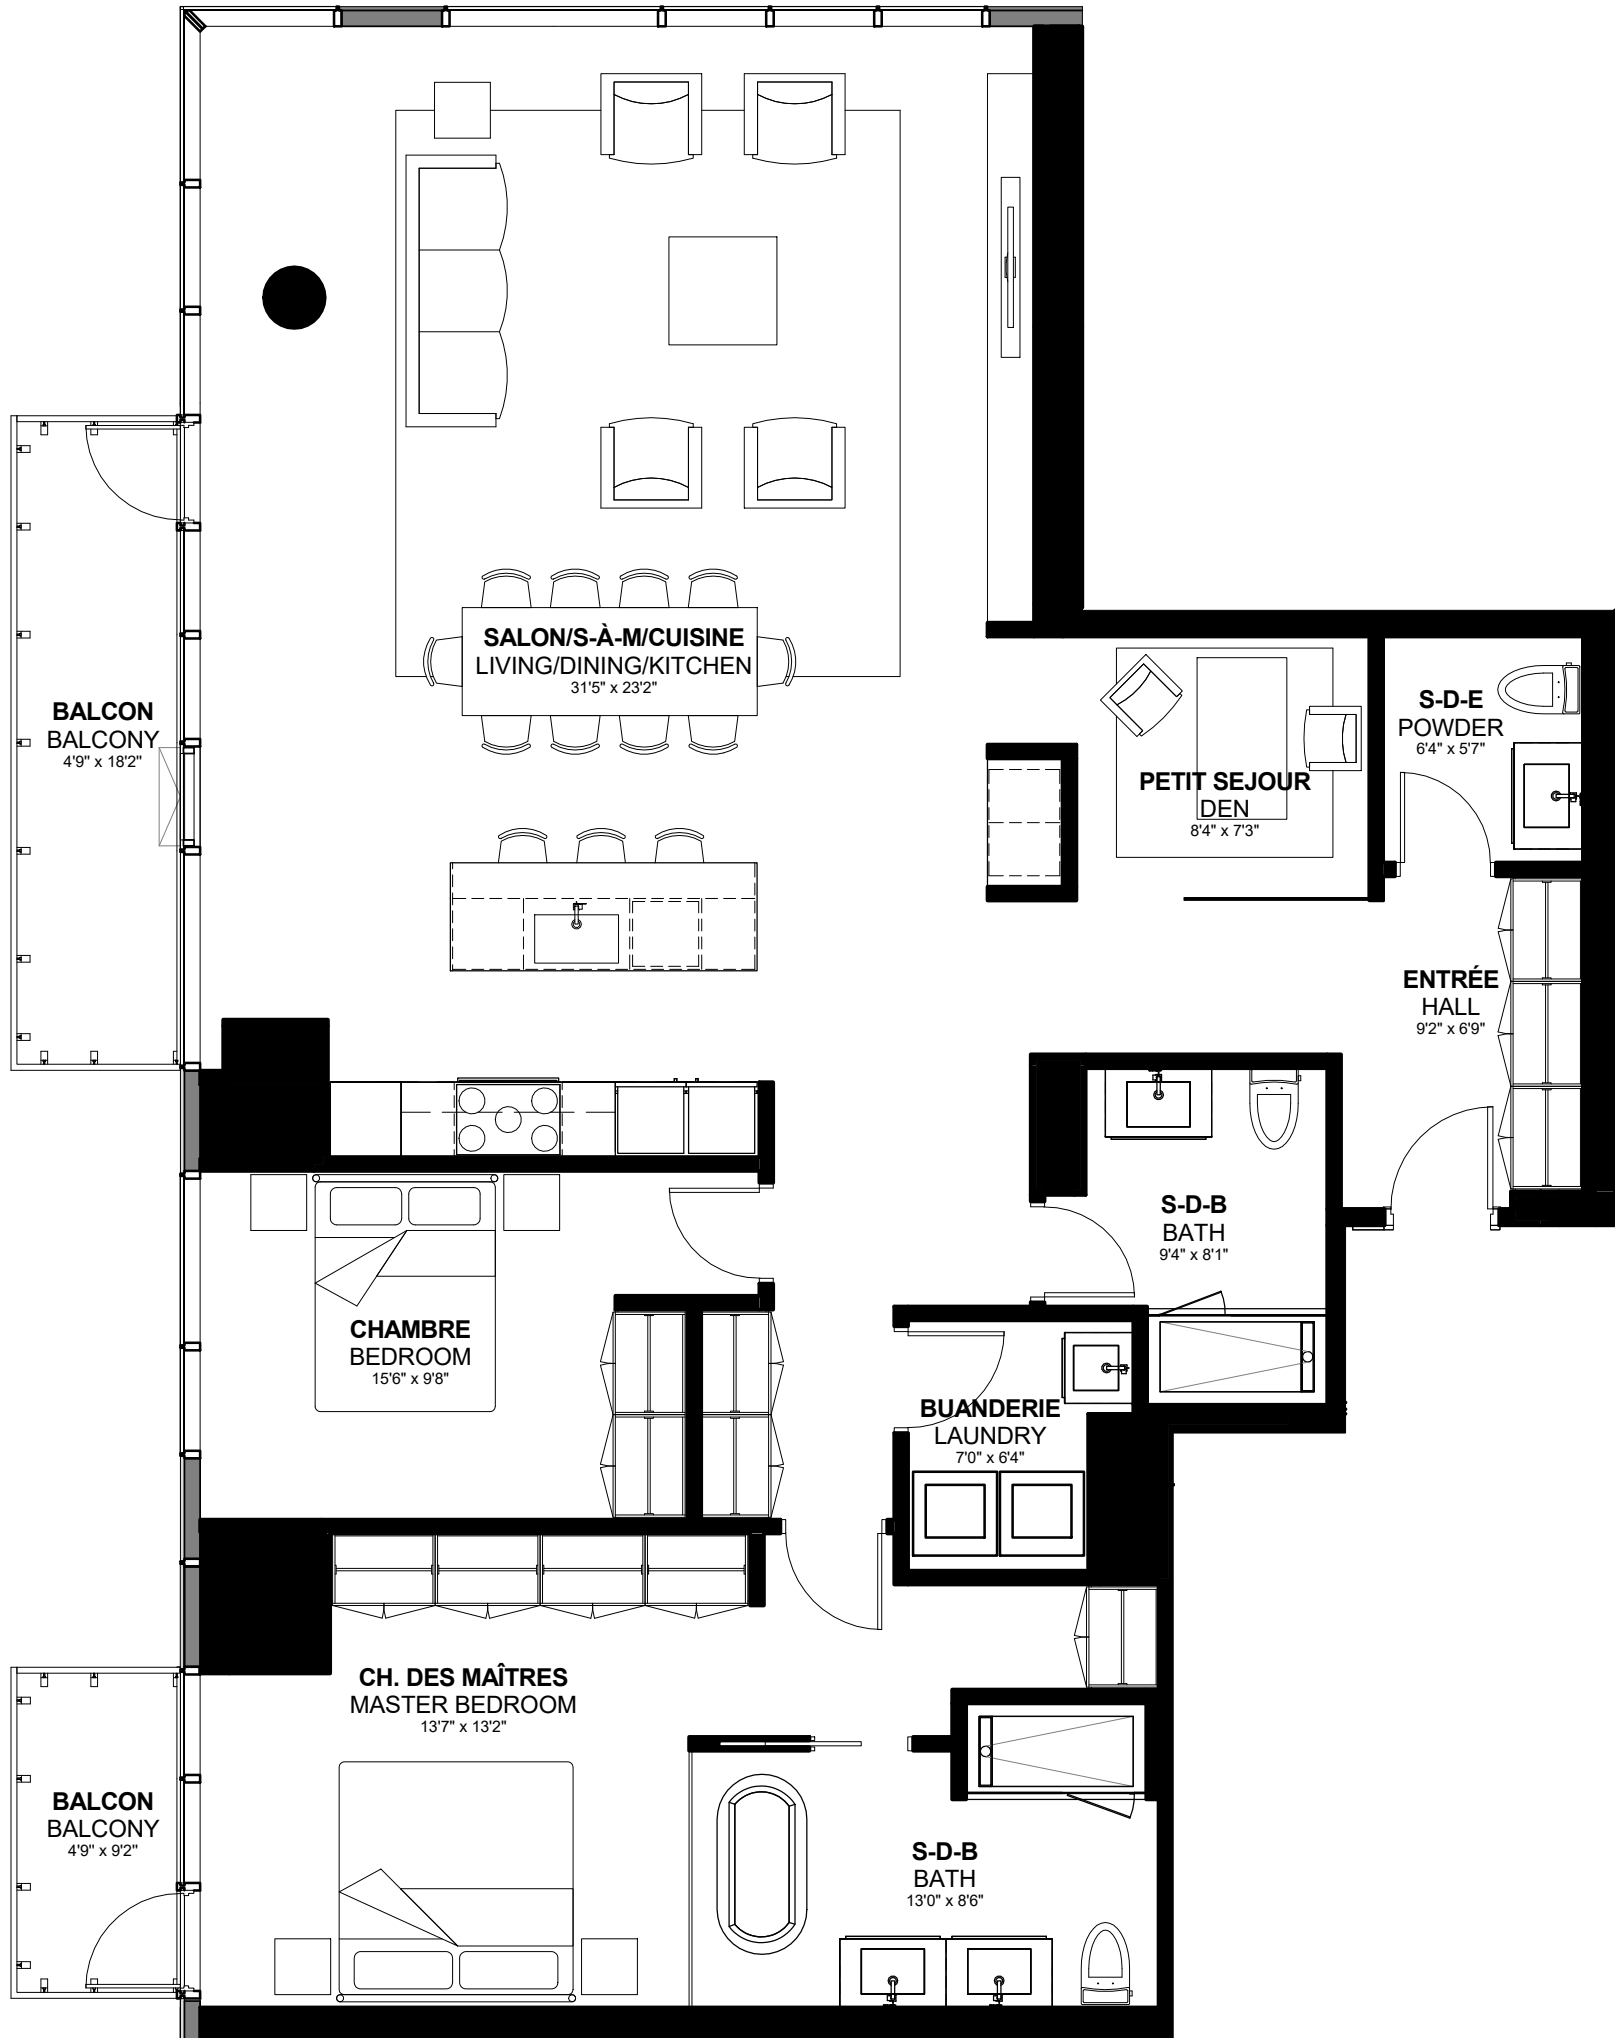 SALON/S-À-M/CUISINE
LIVING/DINING/KITCHEN
31'5" x 23'2"
BALCON
BALCONY
4'9" x 18'2"
S-D-E
POWDER
6'4" x 5'7"
PETIT SEJOUR
DEN
8'4" x 7'3"
ENTRÉE
HALL
9'2" x 6'9"
S-D-B
BATH
9'4" x 8'1"
CHAMBRE
BEDROOM
15'6" x 9'8"
BUANDERIE
LAUNDRY
7'0" x 6'4"
CH. DES MAÎTRES
MASTER BEDROOM
13'7" x 13'2"
BALCON
BALCONY
4'9" x 9'2"
S-D-B
BATH
13'0" x 8'6"